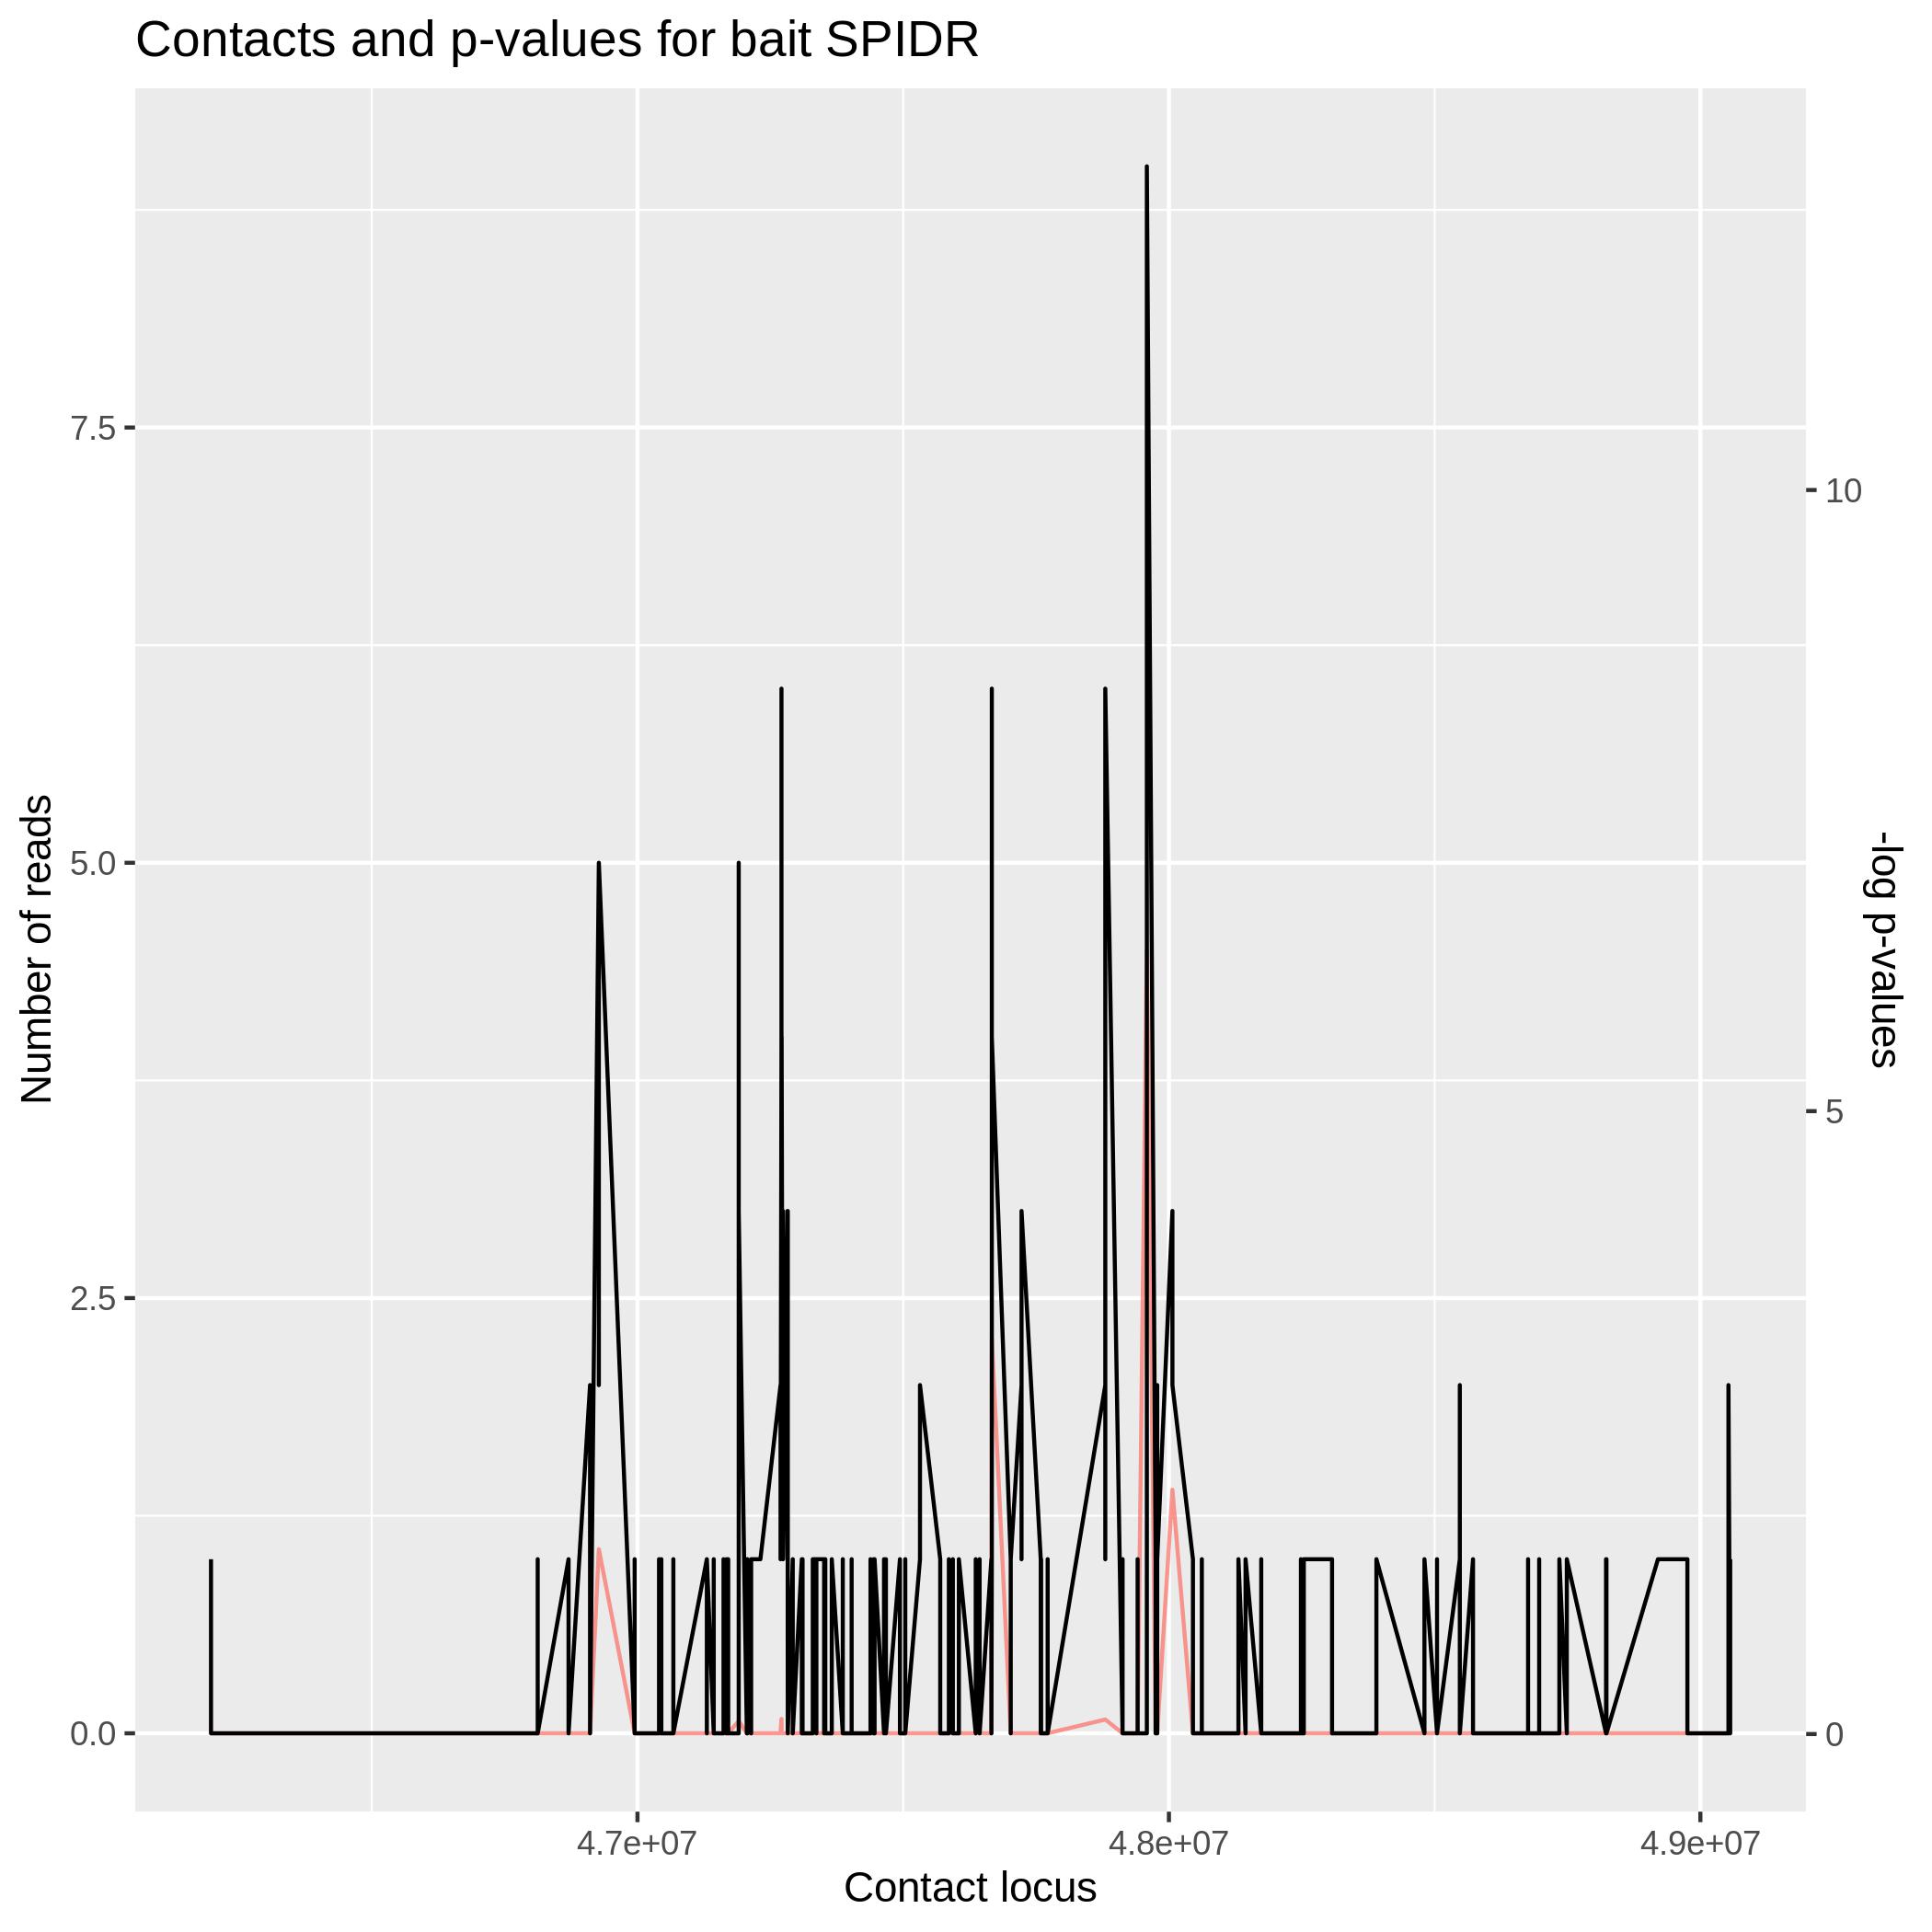 Contacts and p-values for bait SPIDR
Number of reads
7.5
5.0
2.5
0.0
10
5
0
-log p-values
4.7e+07
4.8e+07
4.9e+07
Contact locus